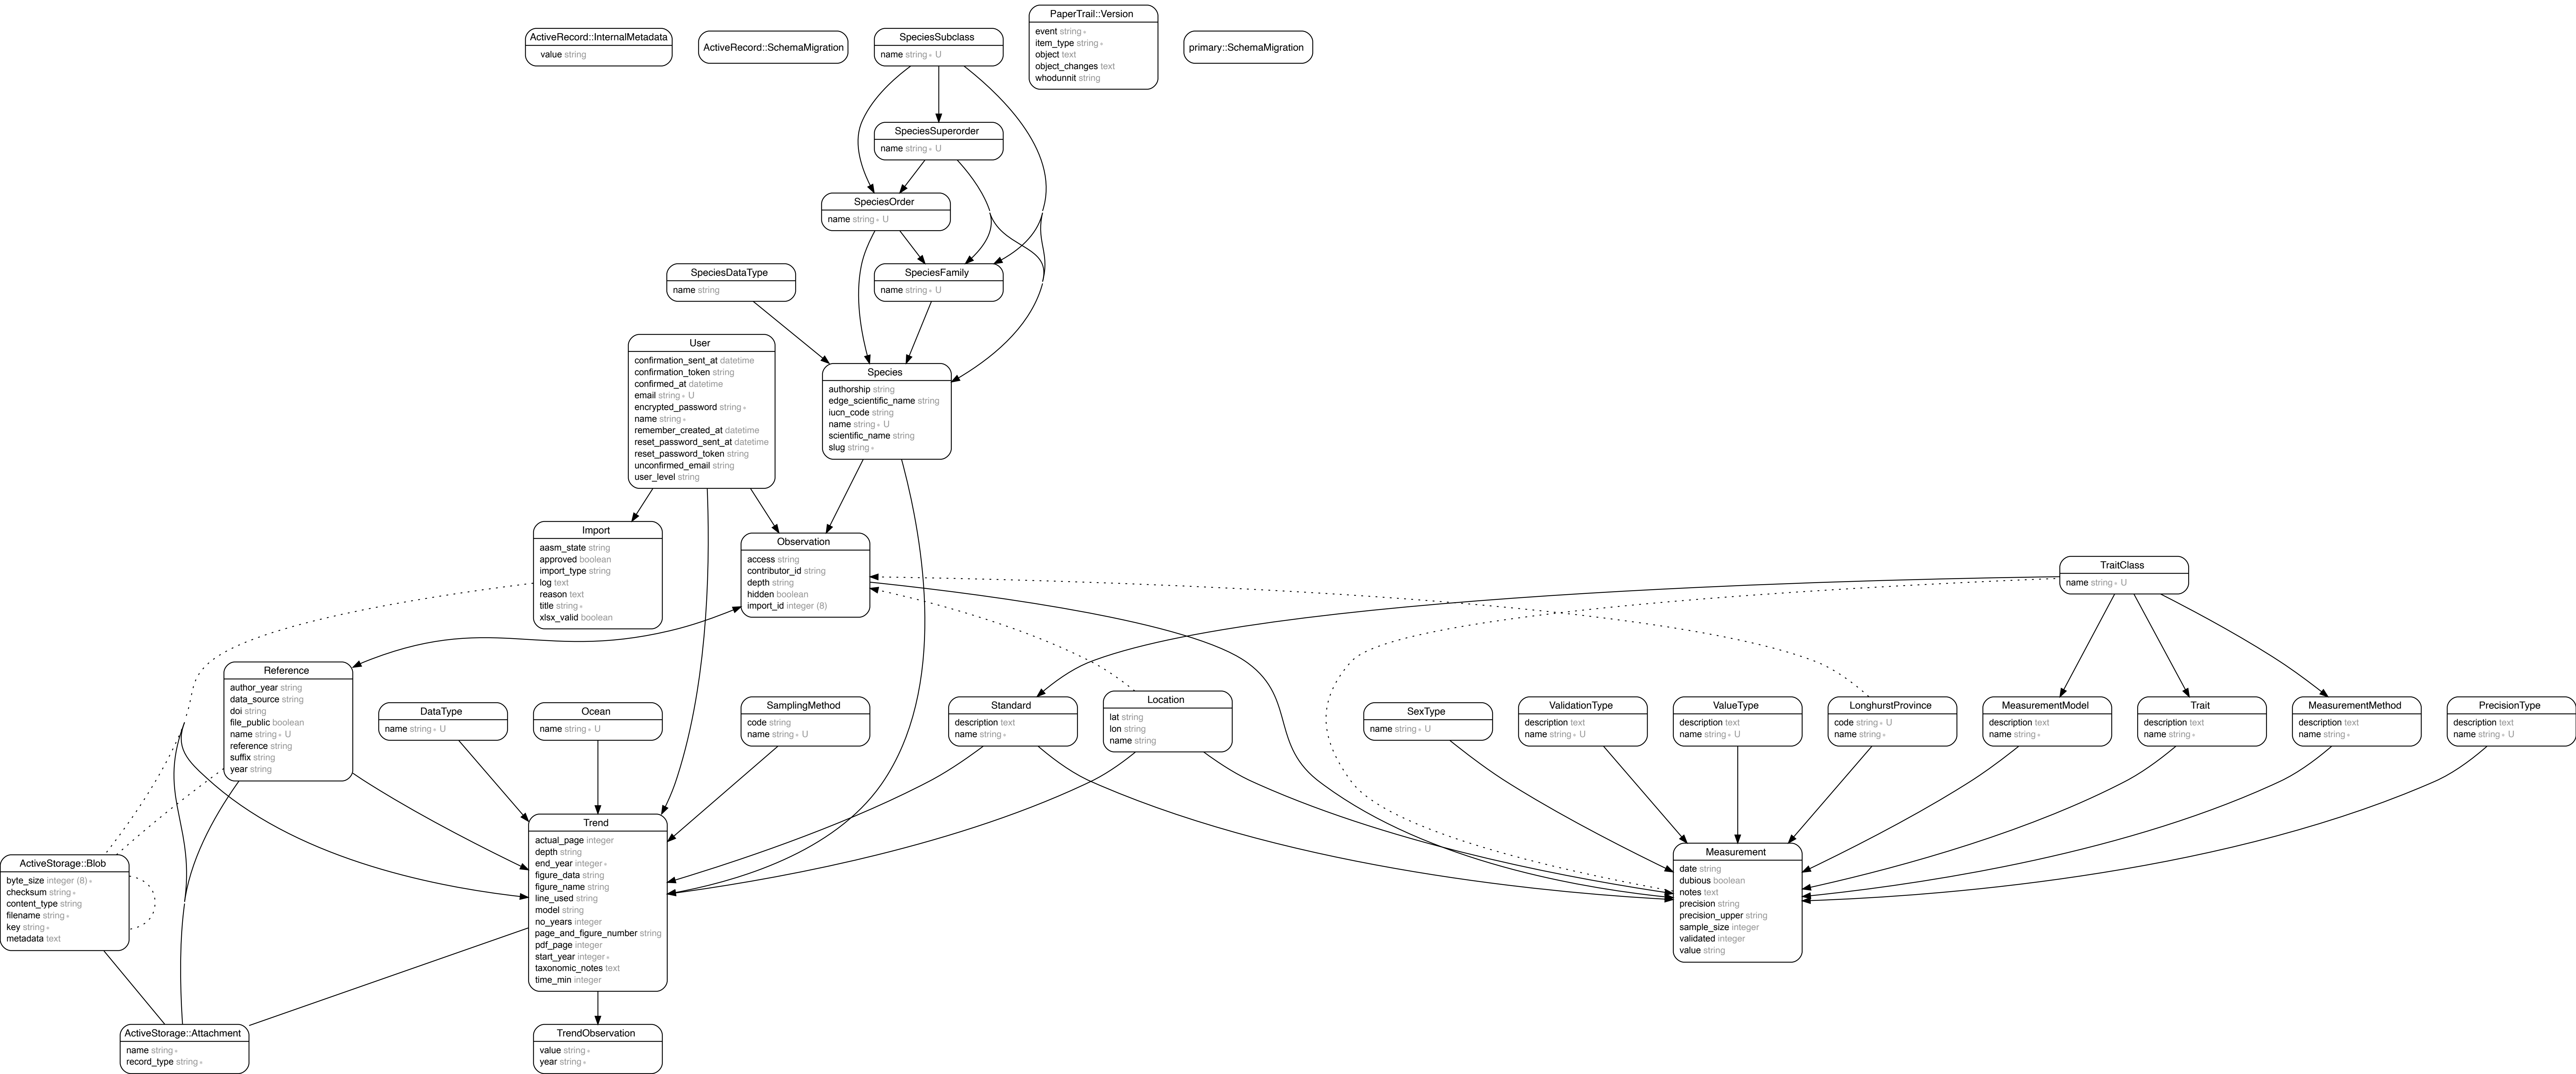 ActiveRecord::InternalMetadata
value string
ActiveRecord::SchemaMigration
SpeciesSubclass
name string∗ U
PaperTrail::Version
event string∗
item_type string∗
object text
object_changes text
whodunnit string
primary::SchemaMigration
SpeciesSuperorder
name string∗ U
SpeciesOrder
name string∗ U
SpeciesDataType
name string
SpeciesFamily
name string∗ U
User
confirmation_sent_at datetime
confirmation_token string
confirmed_at datetime
email string∗ U
encrypted_password string∗
name string∗
remember_created_at datetime
reset_password_sent_at datetime
reset_password_token string
unconfirmed_email string
user_level string
Species
authorship string
edge_scientific_name string
iucn_code string
name string∗ U
scientific_name string
slug string∗
Import
aasm_state string
approved boolean
import_type string
log text
reason text
title string∗
xlsx_valid boolean
Observation
access string
contributor_id string
depth string
hidden boolean
import_id integer (8)
TraitClass
name string∗ U
Reference
author_year string
data_source string
doi string
file_public boolean
name string∗ U
reference string
suffix string
year string
DataType
name string∗ U
Ocean
name string∗ U
SamplingMethod
code string
name string∗ U
Standard
description text
name string∗
Location
lat string
lon string
name string
SexType
name string∗ U
ValidationType
description text
name string∗ U
ValueType
description text
name string∗ U
LonghurstProvince
code string∗ U
name string∗
MeasurementModel
description text
name string∗
Trait
description text
name string∗
MeasurementMethod
description text
name string∗
PrecisionType
description text
name string∗ U
Trend
actual_page integer
depth string
end_year integer∗
figure_data string
figure_name string
line_used string
model string
no_years integer
page_and_figure_number string
pdf_page integer
start_year integer∗
taxonomic_notes text
time_min integer
Measurement
date string
dubious boolean
notes text
precision string
precision_upper string
sample_size integer
validated integer
value string
ActiveStorage::Blob
byte_size integer (8)∗
checksum string∗
content_type string
filename string∗
key string∗
metadata text
ActiveStorage::Attachment
name string∗
record_type string∗
TrendObservation
value string∗
year string∗